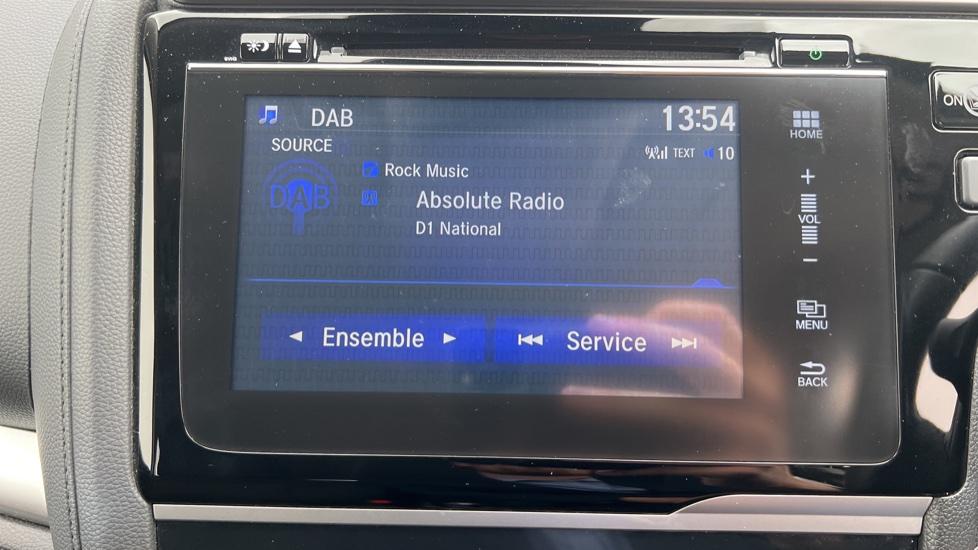 DAB
13:54
SOURCE
TEXT 10
Rock Music
DAB
Absolute Radio
D1 National
Ensemble
Service
HOME
+
VOL
−
MENU
BACK
ON